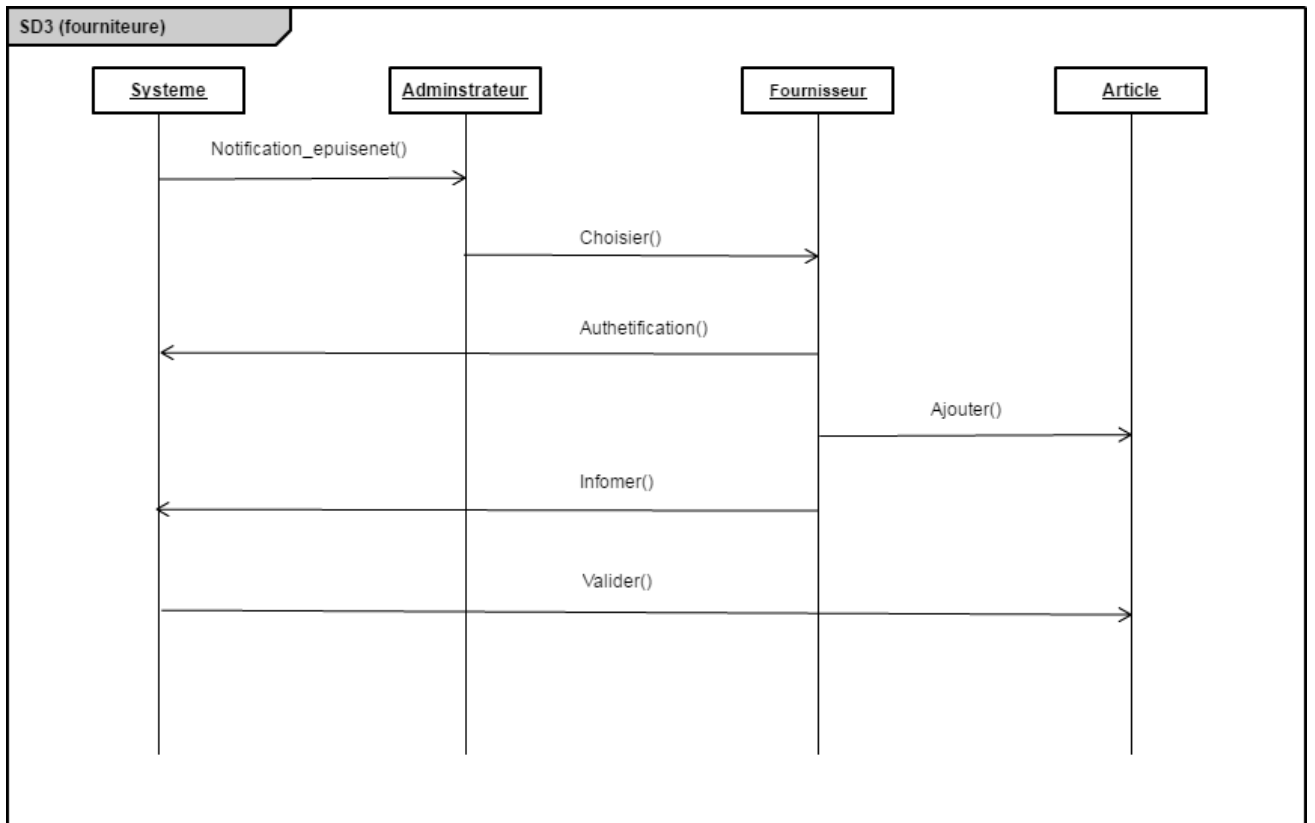 SD3 (fourniteure)
Systeme
Adminstrateur
Fournisseur
Article
Notification_epuisenet()
Choisier()
Authetification()
Ajouter()
Infomer()
Valider()